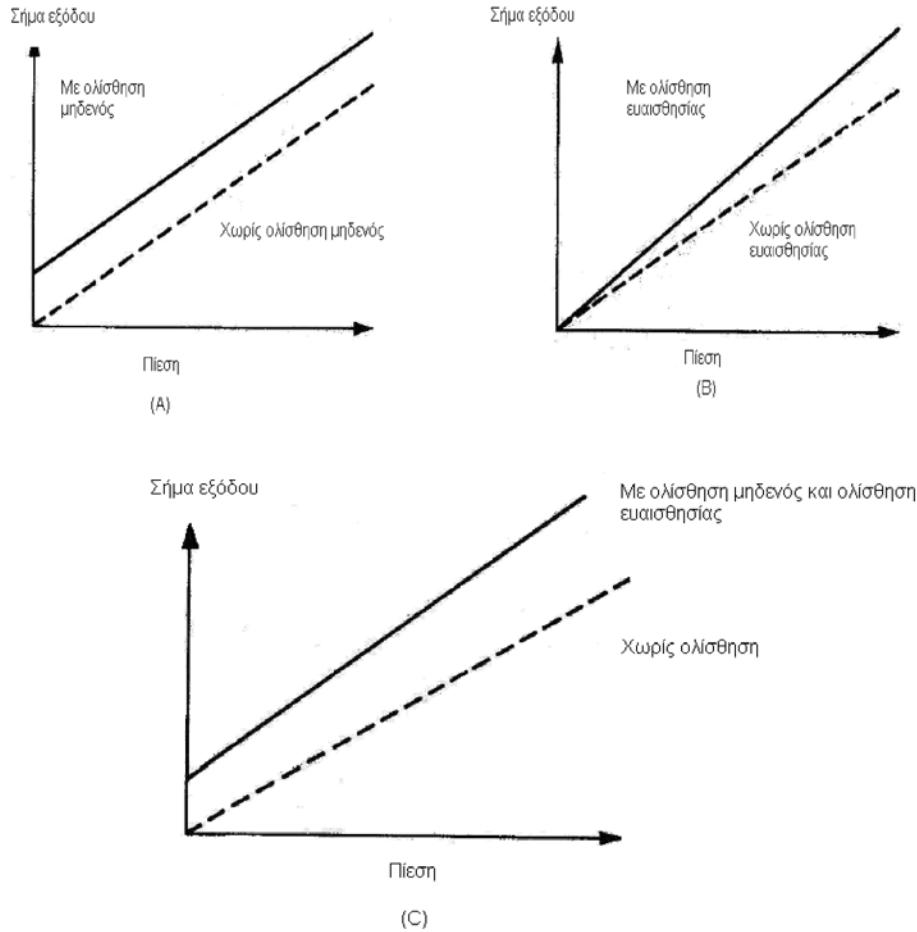 Σήμα εξόδου
Με ολίσθηση
μηδενός
Χωρίς ολίσθηση μηδενός
Πίεση
(A)
Σήμα εξόδου
Με ολίσθηση
ευαισθησίας
Χωρίς ολίσθηση
ευαισθησίας
Πίεση
(B)
Σήμα εξόδου
Με ολίσθηση μηδενός και ολίσθηση
ευαισθησίας
Χωρίς ολίσθηση
Πίεση
(C)